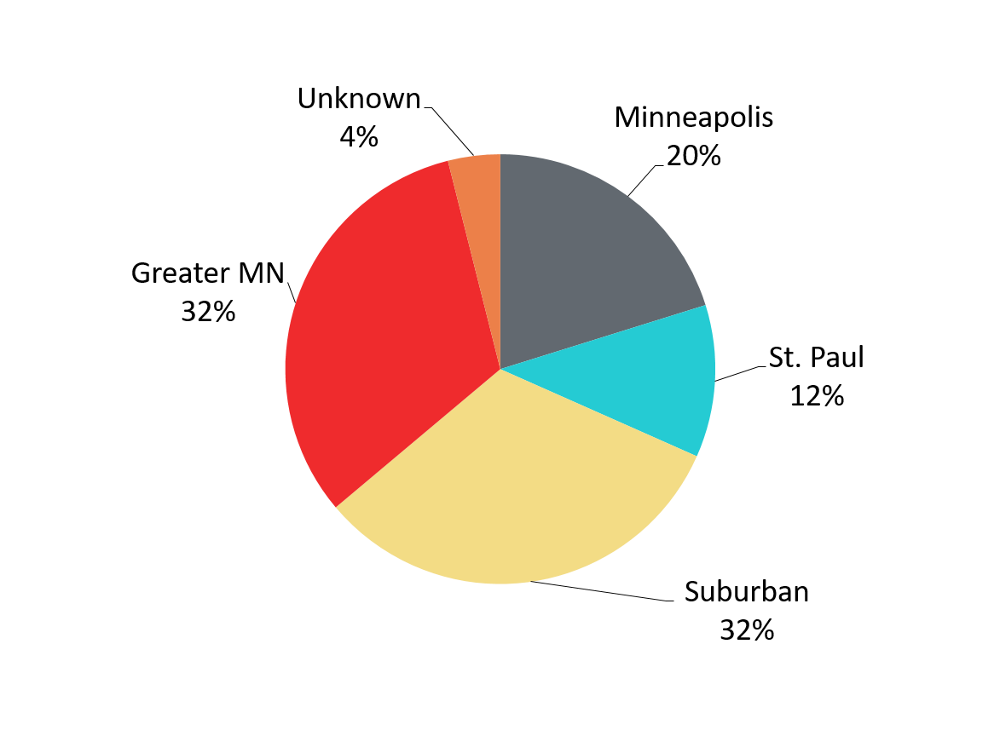 Unknown
4%
Minneapolis
20%
Greater MN
32%
St. Paul
12%
Suburban
32%